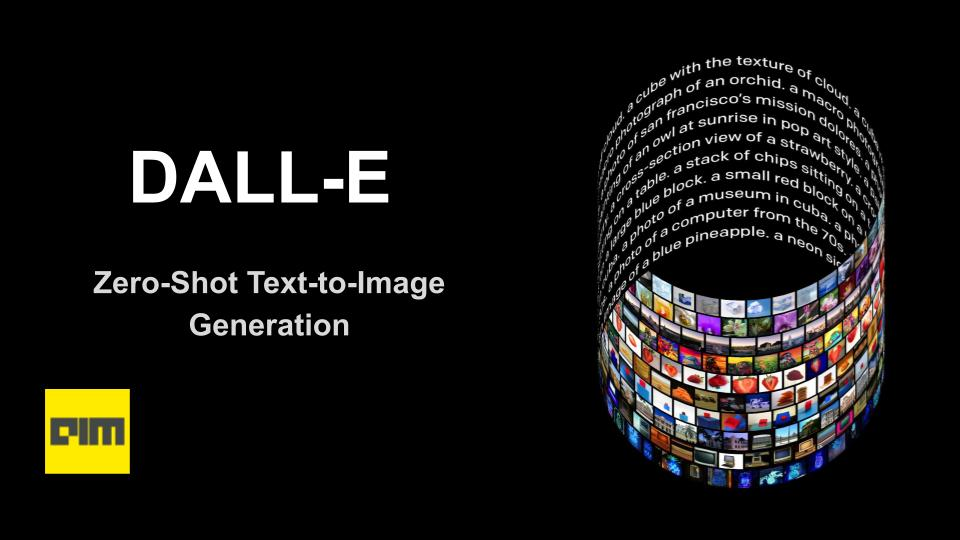 DALL-E
Zero-Shot Text-to-Image
Generation
AIM
a cube with the texture of cloud. a
photograph of an orchid. a macro
of san francisco's mission dolores.
of an owl at sunrise in pop art style.
cross-section view of a strawberry. a
on a table. a stack of chips sitting on a
large blue block. a small red block on
a photo of a museum in cuba. a
a photo of a computer from the 70s.
of a blue pineapple. a neon